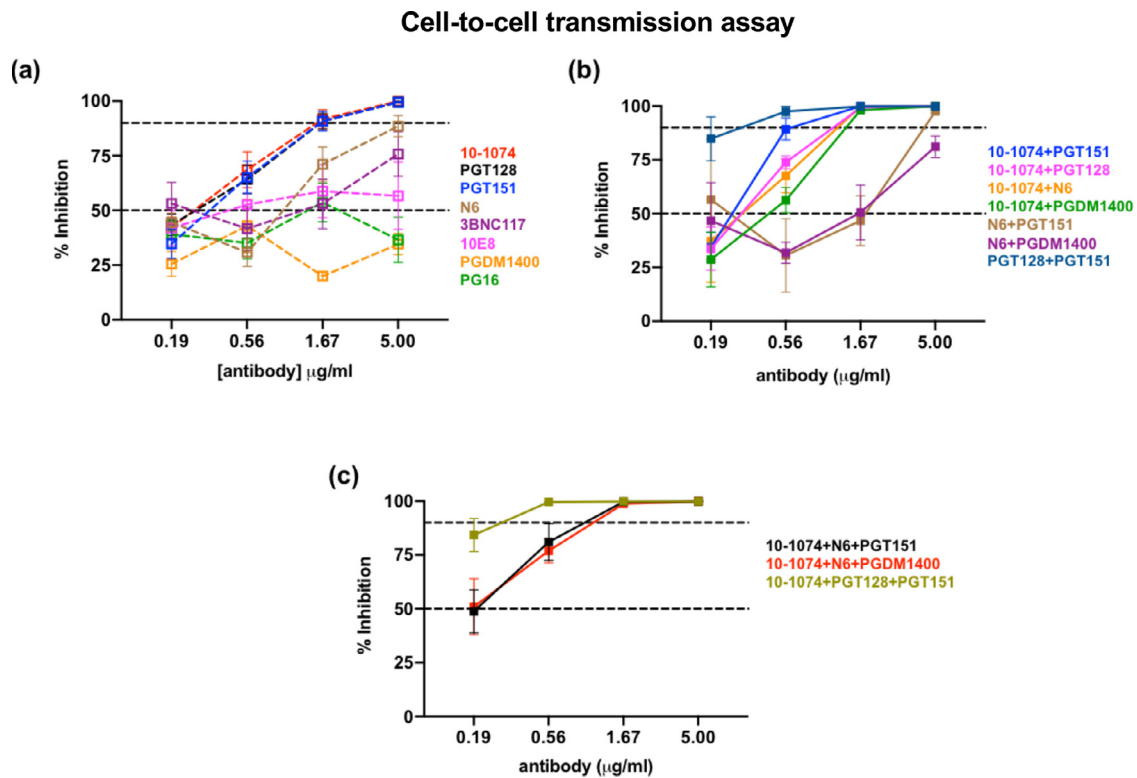 Cell-to-cell transmission assay
(a)
100
75
50
25
0
% Inhibition
0.19 0.56 1.67 5.00
[antibody] μg/ml
10-1074
PGT128
PGT151
N6
3BNC117
10E8
PGDM1400
PG16
(b)
100
75
50
25
0
% Inhibition
0.19 0.56 1.67 5.00
antibody (μg/ml)
10-1074+PGT151
10-1074+PGT128
10-1074+N6
10-1074+PGDM1400
N6+PGT151
N6+PGDM1400
PGT128+PGT151
(c)
100
75
50
25
0
% Inhibition
0.19 0.56 1.67 5.00
antibody (μg/ml)
10-1074+N6+PGT151
10-1074+N6+PGDM1400
10-1074+PGT128+PGT151